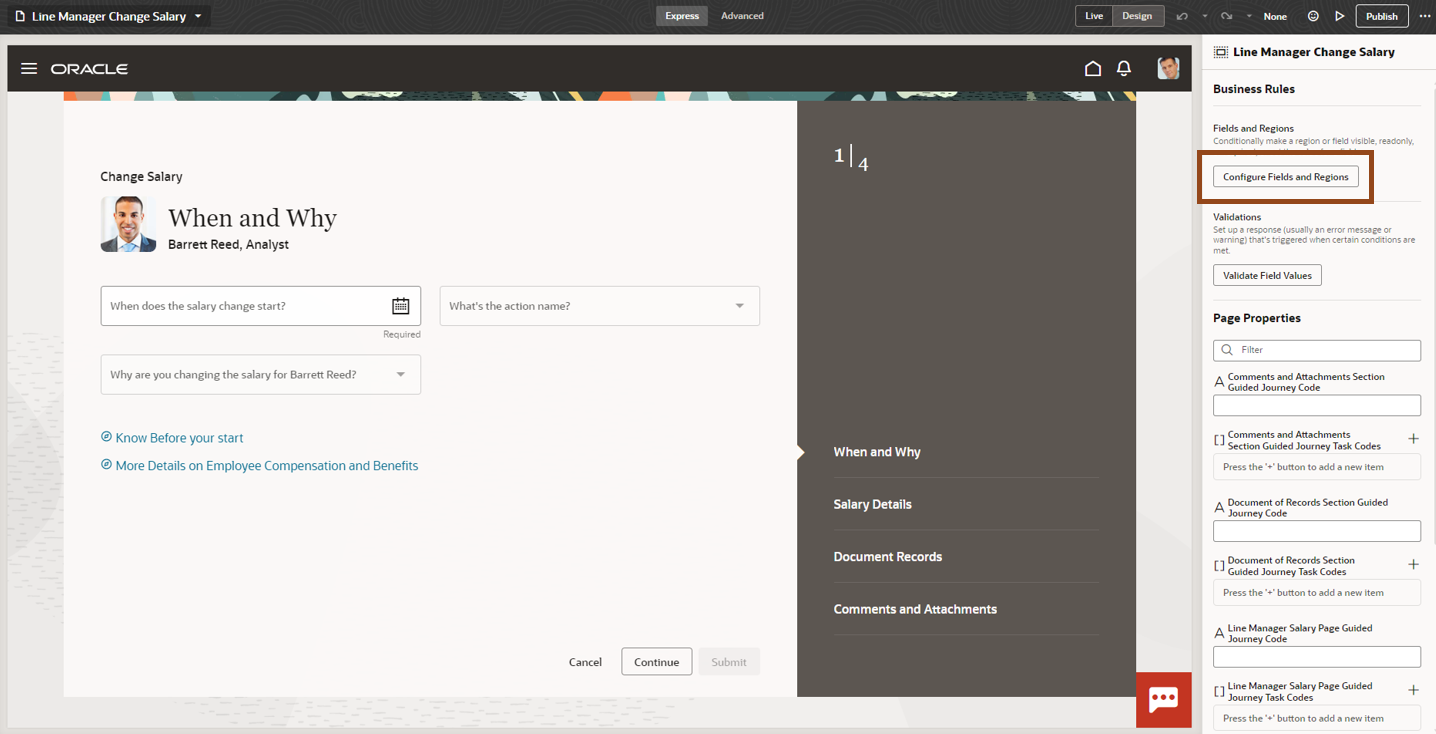 Line Manager Change Salary
Express
Advanced
Live
Design
None
Publish
ORACLE
Change Salary
When and Why
Barrett Reed, Analyst
When does the salary change start?
Required
What's the action name?
Why are you changing the salary for Barrett Reed?
Know Before your start
More Details on Employee Compensation and Benefits
Cancel
Continue
Submit
1
4
When and Why
Salary Details
Document Records
Comments and Attachments
Line Manager Change Salary
Business Rules
Fields and Regions
Conditionally make a region or field visible, readonly,
Configure Fields and Regions
Validations
Set up a response (usually an error message or
warning) that's triggered when certain conditions are
met.
Validate Field Values
Page Properties
Filter
A
Comments and Attachments Section
Guided Journey Code
[ ]
Comments and Attachments
Section Guided Journey Task Codes
Press the '+' button to add a new item
A
Document of Records Section Guided
Journey Code
[ ]
Document of Records Section
Guided Journey Task Codes
Press the '+' button to add a new item
A
Line Manager Salary Page Guided
Journey Code
[ ]
Line Manager Salary Page Guided
Journey Task Codes
Press the '+' button to add a new item